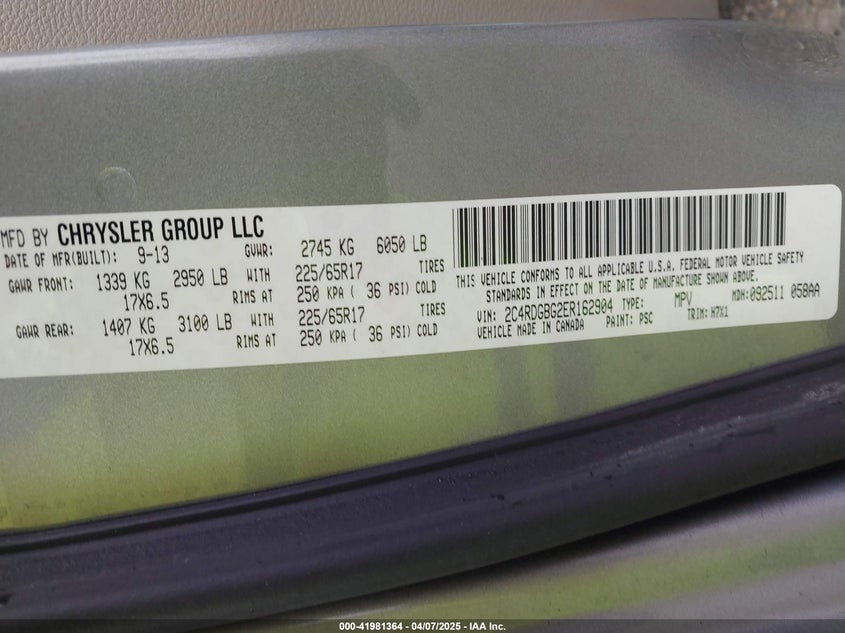 MFD BY CHRYSLER GROUP LLC
DATE OF MFR(BUILT): 9-13 GVWR: 2745 KG 6050 LB
GAWR FRONT: 1339 KG 2950 LB WITH 225/65R17 TIRES
17X6.5 RIMS AT 250 KPA ( 36 PSI) COLD
GAWR REAR: 1407 KG 3100 LB WITH 225/65R17 TIRES
17X6.5 RIMS AT 250 KPA ( 36 PSI) COLD
THIS VEHICLE CONFORMS TO ALL APPLICABLE U.S.A. FEDERAL MOTOR VEHICLE SAFETY
STANDARDS IN EFFECT ON THE DATE OF MANUFACTURE SHOWN ABOVE.
VIN: 2C4RDGBG2ER162904 TYPE: MPV MDH: 092511 058AA
VEHICLE MADE IN CANADA PAINT: PSC TRIM: H7X1
000-41981364 - 04/07/2025 - IAA Inc.